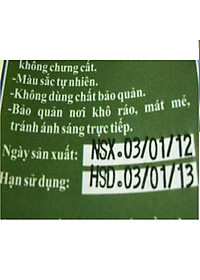 không chưng cất.
-Màu sắc tự nhiên.
-Không dùng chất bảo quản.
-Bảo quản nơi khô ráo, mát mẻ,
tránh ánh sáng trực tiếp.
Ngày sản xuất: NSX.03/01/12
Hạn sử dụng: HSD.03/01/13